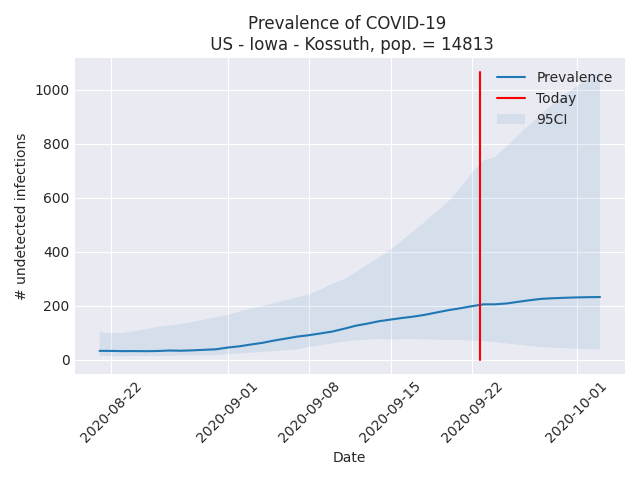 Prevalence of COVID-19
US - Iowa - Kossuth, pop. = 14813
Prevalence
Today
95CI
1000
800
600
400
200
0
# undetected infections
2020-08-22
2020-09-01
2020-09-08
2020-09-15
2020-09-22
2020-10-01
Date